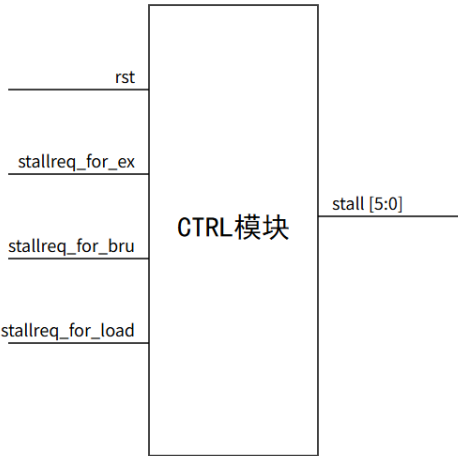 rst
stallreq_for_ex
stall [5:0]
CTRL模块
stallreq_for_bru
stallreq_for_load